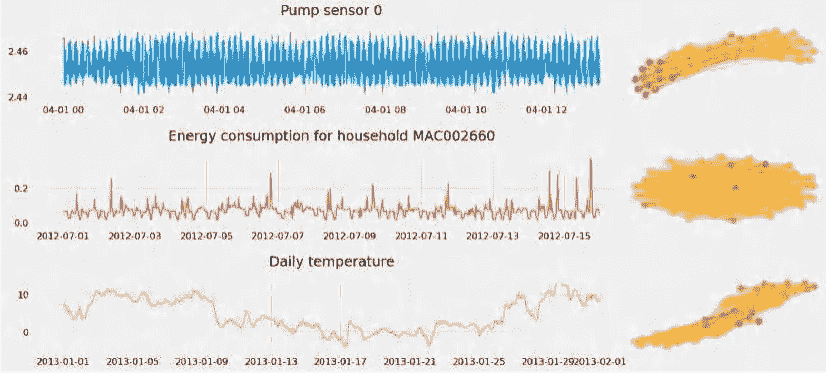 Pump sensor 0
2.46
2.44
04-01 00 04-01 02 04-01 04 04-01 06 04-01 08 04-01 10 04-01 12
Energy consumption for household MAC002660
0.2
0.0
2012-07-01 2012-07-03 2012-07-05 2012-07-07 2012-07-09 2012-07-11 2012-07-13 2012-07-15
Daily temperature
10
0
2013-01-01 2013-01-05 2013-01-09 2013-01-13 2013-01-17 2013-01-21 2013-01-25 2013-01-292013-02-01